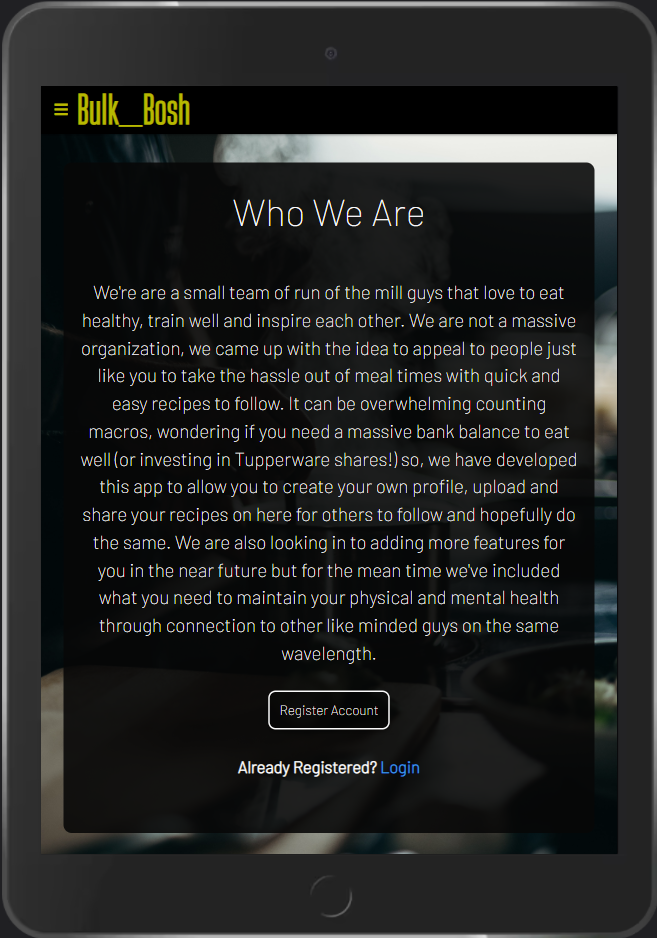 Bulk__Bosh
Who We Are
We're are a small team of run of the mill guys that love to eat
healthy, train well and inspire each other. We are not a massive
organization, we came up with the idea to appeal to people just
like you to take the hassle out of meal times with quick and
easy recipes to follow. It can be overwhelming counting
macros, wondering if you need a massive bank balance to eat
well (or investing in Tupperware shares!) so, we have developed
this app to allow you to create your own profile, upload and
share your recipes on here for others to follow and hopefully do
the same. We are also looking in to adding more features for
you in the near future but for the mean time we've included
what you need to maintain your physical and mental health
through connection to other like minded guys on the same
wavelength.
Register Account
Already Registered? Login